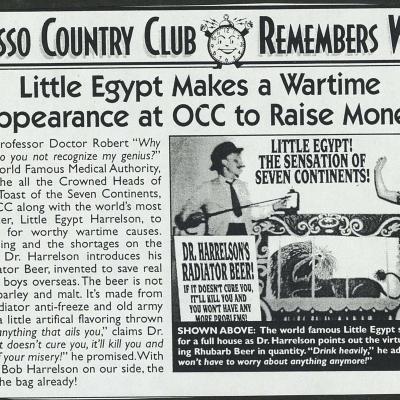 SSO COUNTRY CLUB REMEMBERS W
Little Egypt Makes a Wartime
ppearance at OCC to Raise Mone
rofessor Doctor Robert "Why
o you not recognize my genius?"
orld Famous Medical Authority,
he all the Crowned Heads of
Toast of the Seven Continents,
CC along with the world's most
er, Little Egypt Harrelson, to
for worthy wartime causes.
ing and the shortages on the
Dr. Harrelson introduces his
ator Beer, invented to save real
boys overseas. The beer is not
parley and malt. It's made from
adiator anti-freeze and old army
a little artifical flavoring thrown
anything that ails you," claims Dr.
t doesn't cure you, it'll kill you and
f your misery!" he promised. With
Bob Harrelson on our side, the
he bag already!
LITTLE EGYPT!
THE SENSATION OF
SEVEN CONTINENTS!
DR. HARRELSON'S
RADIATOR BEER!
IF IT DOESN'T CURE YOU,
IT'LL KILL YOU AND
YOU WON'T HAVE ANY
MORE PROBLEMS!
SHOWN ABOVE: The world famous Little Egypt s
for a full house as Dr. Harrelson points out the virtu
ing Rhubarb Beer in quantity. "Drink heavily," he ad
won't have to worry about anything anymore!"